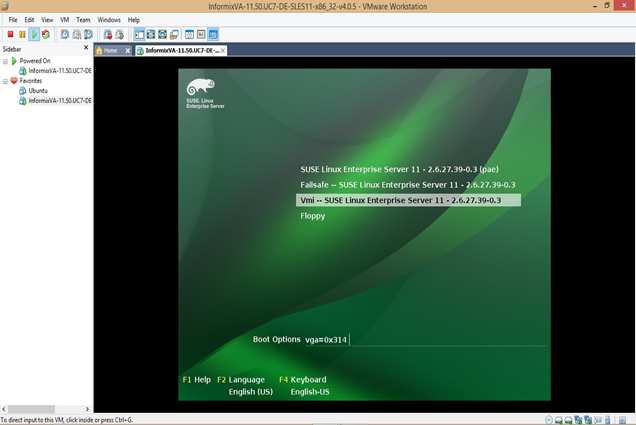 InformixVA-11.50.UC7-DE-SLES11-x86_32-v4.0.5 - VMware Workstation
File Edit View VM Team Windows Help
Sidebar
Home
InformixVA-11.50.UC7-DE-...
Powered On
InformixVA-11.50.UC7-DE
Favorites
Ubuntu
InformixVA-11.50.UC7-DE
SUSE. Linux
Enterprise Server
SUSE Linux Enterprise Server 11 - 2.6.27.39-0.3 (pae)
Failsafe -- SUSE Linux Enterprise Server 11 - 2.6.27.39-0.3
Vmi -- SUSE Linux Enterprise Server 11 - 2.6.27.39-0.3
Floppy
Boot Options vga=0x314
F1 Help F2 Language F4 Keyboard
English (US) English-US
To direct input to this VM, click inside or press Ctrl+G.